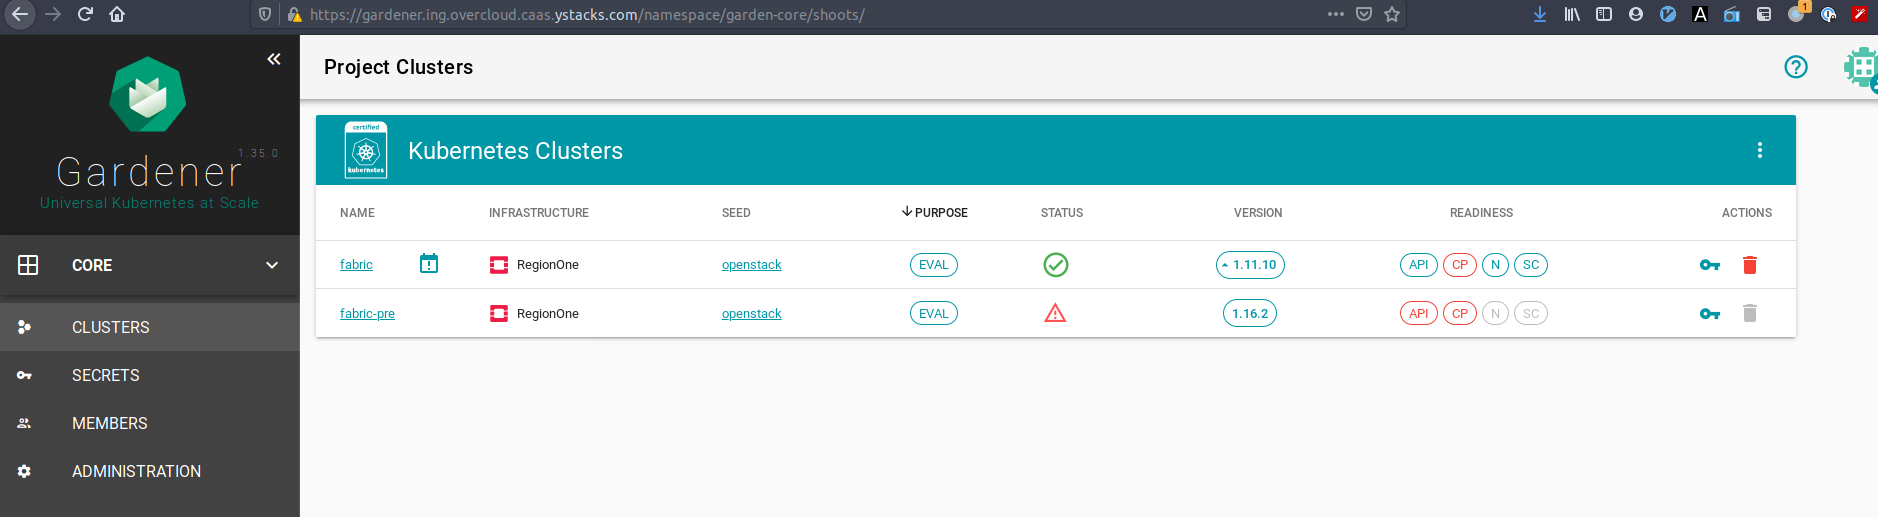 https://gardener.ing.overcloud.caas.ystacks.com/namespace/garden-core/shoots/
A
1
Project Clusters
1.35.0
Gardener
Universal Kubernetes at Scale
CORE
CLUSTERS
SECRETS
MEMBERS
ADMINISTRATION
certified
kubernetes
Kubernetes Clusters
NAME INFRASTRUCTURE SEED PURPOSE STATUS VERSION READINESS ACTIONS
fabric RegionOne openstack EVAL 1.11.10 API CP N SC
fabric-pre RegionOne openstack EVAL 1.16.2 API CP N SC